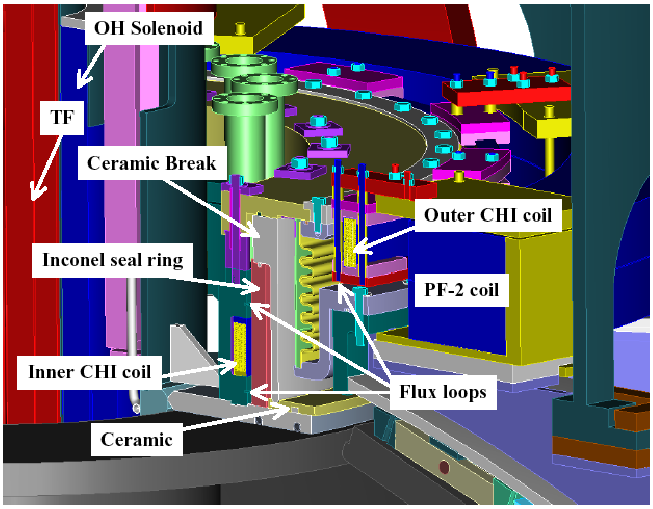 OH Solenoid
TF
Ceramic Break
Outer CHI coil
Inconel seal ring
PF-2 coil
Inner CHI coil
Flux loops
Ceramic